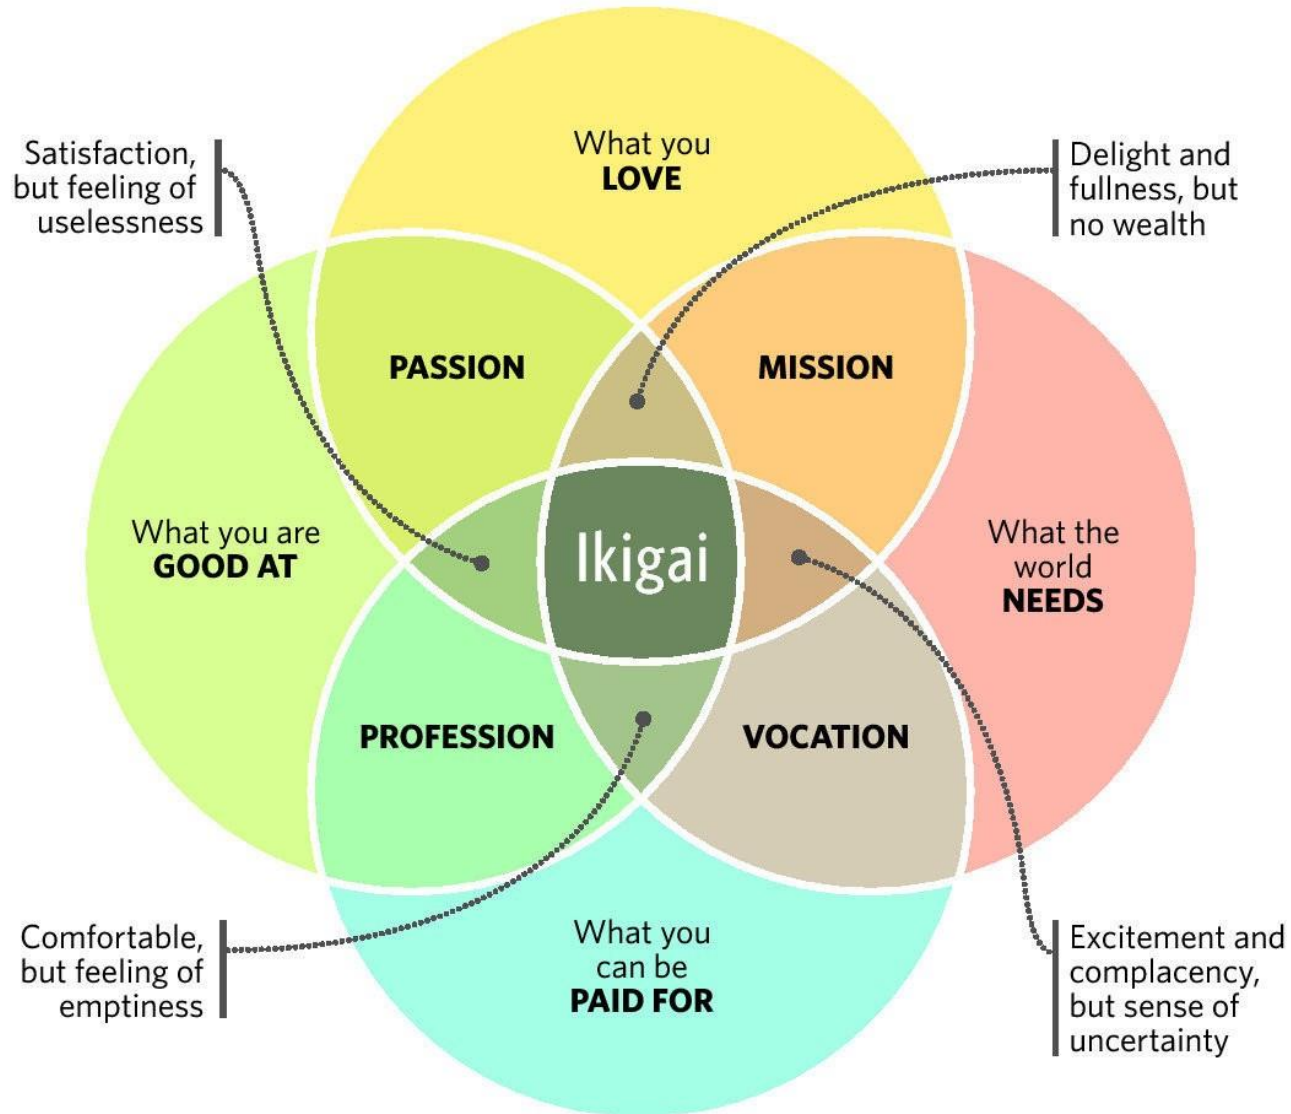 What you
LOVE
Satisfaction,
but feeling of
uselessness
Delight and
fullness, but
no wealth
PASSION
MISSION
What you are
GOOD AT
Ikigai
What the
world
NEEDS
PROFESSION
VOCATION
Comfortable,
but feeling of
emptiness
What you
can be
PAID FOR
Excitement and
complacency,
but sense of
uncertainty